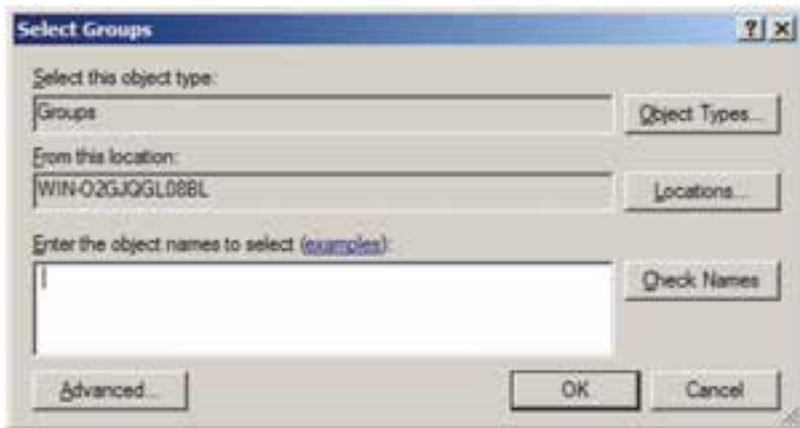 Select Groups
Select this object type:
Groups
Object Types...
From this location:
WIN-O2GJQGL08BL
Locations...
Enter the object names to select (examples):
Check Names
Advanced...
OK
Cancel